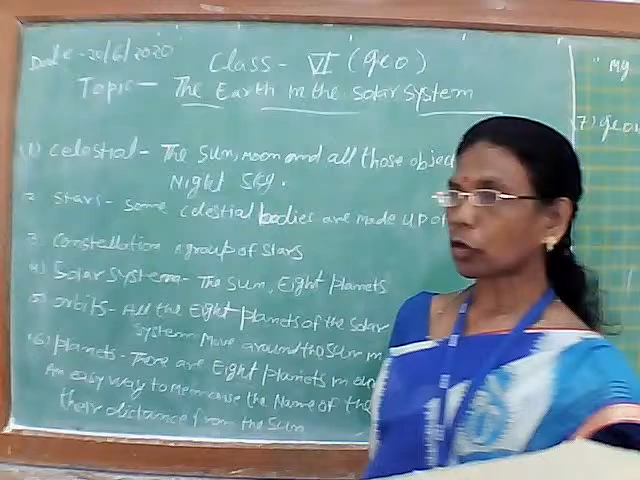 Date - 20/6/2020
Class - VI (geo)
Topic - The Earth in the Solar System
(1) Celestial - The Sun, Moon and all those object
Night Sky.
2 Stars - Some Celestial bodies are made up of
3 Constellation A group of Stars
4) Solar System - The Sun, Eight planets
5) orbits - All the Eight planets of the Solar
System Move around the Sun in
(6) planets - There are Eight planets in our
An easy way to memorise the Name of the
their distance from the Sun
" My
7) geo